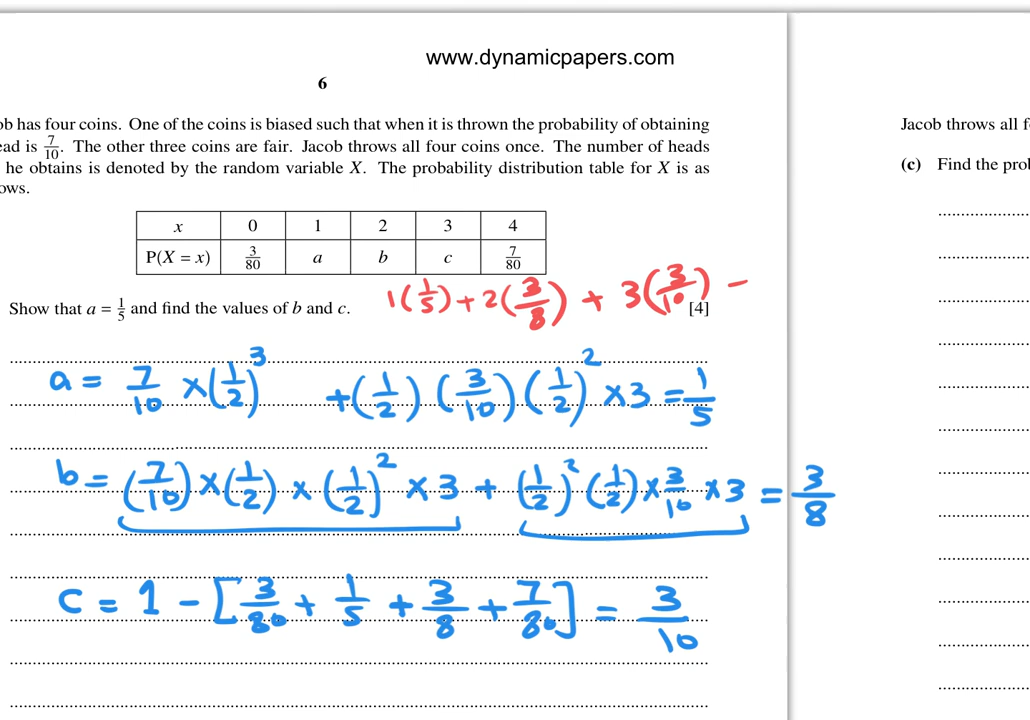 www.dynamicpapers.com
6
ob has four coins. One of the coins is biased such that when it is thrown the probability of obtaining
ead is 7/10. The other three coins are fair. Jacob throws all four coins once. The number of heads
he obtains is denoted by the random variable X. The probability distribution table for X is as
ows.
x 0 1 2 3 4
P(X = x) 3/80 a b c 7/80
1(1/5) + 2(3/8) + 3(3/10) -
Show that a = 1/5 and find the values of b and c. [4]
a = 7/10 × (1/2)³ + (1/2) (3/10) (1/2)² × 3 = 1/5
b = (7/10) × (1/2) × (1/2)² × 3 + (1/2)² (1/2) × 3/10 × 3 = 3/8
c = 1 - [3/80 + 1/5 + 3/8 + 7/80] = 3/10
Jacob throws all f
(c) Find the prol